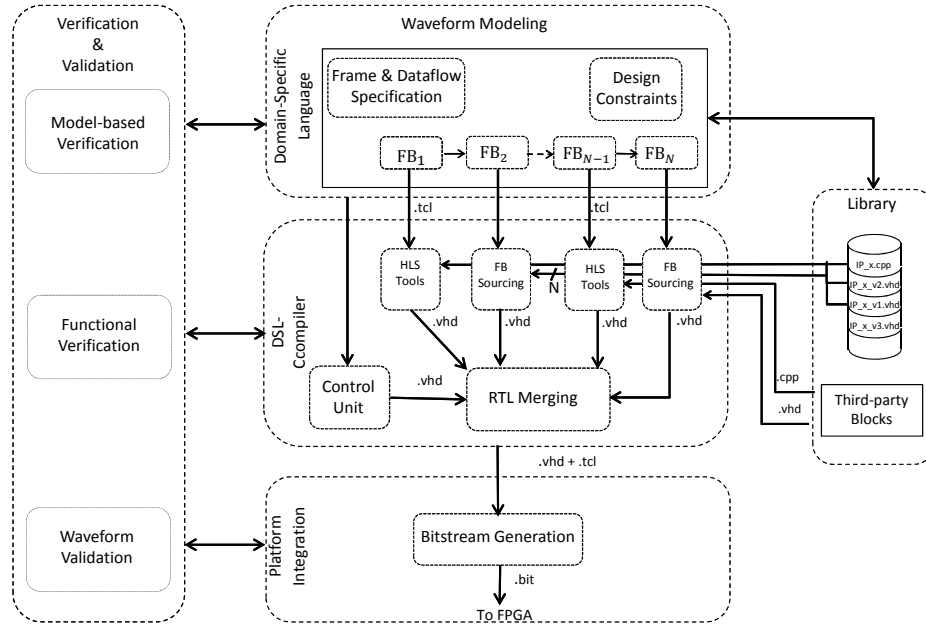 Verification
&
Validation
Model-based
Verification
Functional
Verification
Waveform
Validation
Waveform Modeling
Domain-Specific
Language
Frame & Dataflow
Specification
Design
Constraints
FB1
FB2
FBN−1
FBN
.tcl
.tcl
DSL-
Ccompiler
HLS
Tools
FB
Sourcing
N
HLS
Tools
FB
Sourcing
.vhd
.vhd
.vhd
.vhd
Control
Unit
.vhd
RTL Merging
.vhd + .tcl
Platform
Integration
Bitstream Generation
.bit
To FPGA
Library
IP_x.cpp
IP_x_v2.vhd
IP_x_v1.vhd
IP_x_v3.vhd
.cpp
.vhd
Third-party
Blocks